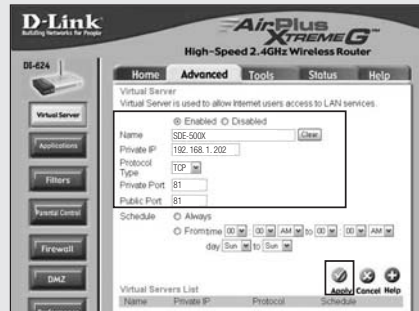 D-Link
Building Networks for People
AirPlus
XTREME G
High-Speed 2.4GHz Wireless Router
DI-624
Home Advanced Tools Status Help
Virtual Server
Applications
Filters
Parental Control
Firewall
DMZ
Virtual Server
Virtual Server is used to allow Internet users access to LAN services.
Enabled Disabled
Name SDE-500X Clear
Private IP 192.168.1.202
Protocol
Type TCP
Private Port 81
Public Port 81
Schedule Always
From time 00 : 00 AM to 00 : 00 AM
day Sun to Sun
Apply Cancel Help
Virtual Servers List
Name Private IP Protocol Schedule